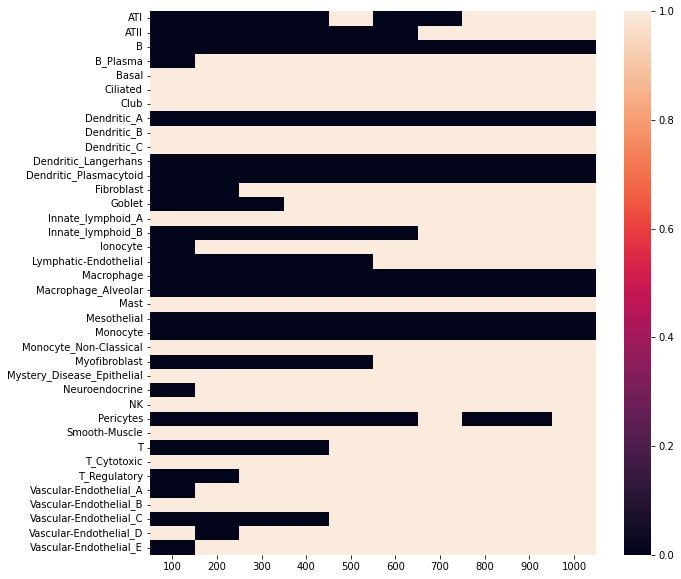 ATI
ATII
B
B_Plasma
Basal
Ciliated
Club
Dendritic_A
Dendritic_B
Dendritic_C
Dendritic_Langerhans
Dendritic_Plasmacytoid
Fibroblast
Goblet
Innate_lymphoid_A
Innate_lymphoid_B
Ionocyte
Lymphatic-Endothelial
Macrophage
Macrophage_Alveolar
Mast
Mesothelial
Monocyte
Monocyte_Non-Classical
Myofibroblast
Mystery_Disease_Epithelial
Neuroendocrine
NK
Pericytes
Smooth-Muscle
T
T_Cytotoxic
T_Regulatory
Vascular-Endothelial_A
Vascular-Endothelial_B
Vascular-Endothelial_C
Vascular-Endothelial_D
Vascular-Endothelial_E
100 200 300 400 500 600 700 800 900 1000
1.0
0.8
0.6
0.4
0.2
0.0